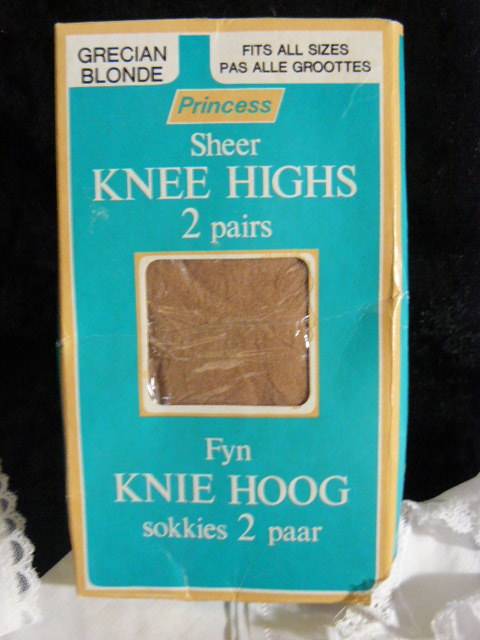 GRECIAN
BLONDE
FITS ALL SIZES
PAS ALLE GROOTTES
Princess
Sheer
KNEE HIGHS
2 pairs
Fyn
KNIE HOOG
sokkies 2 paar